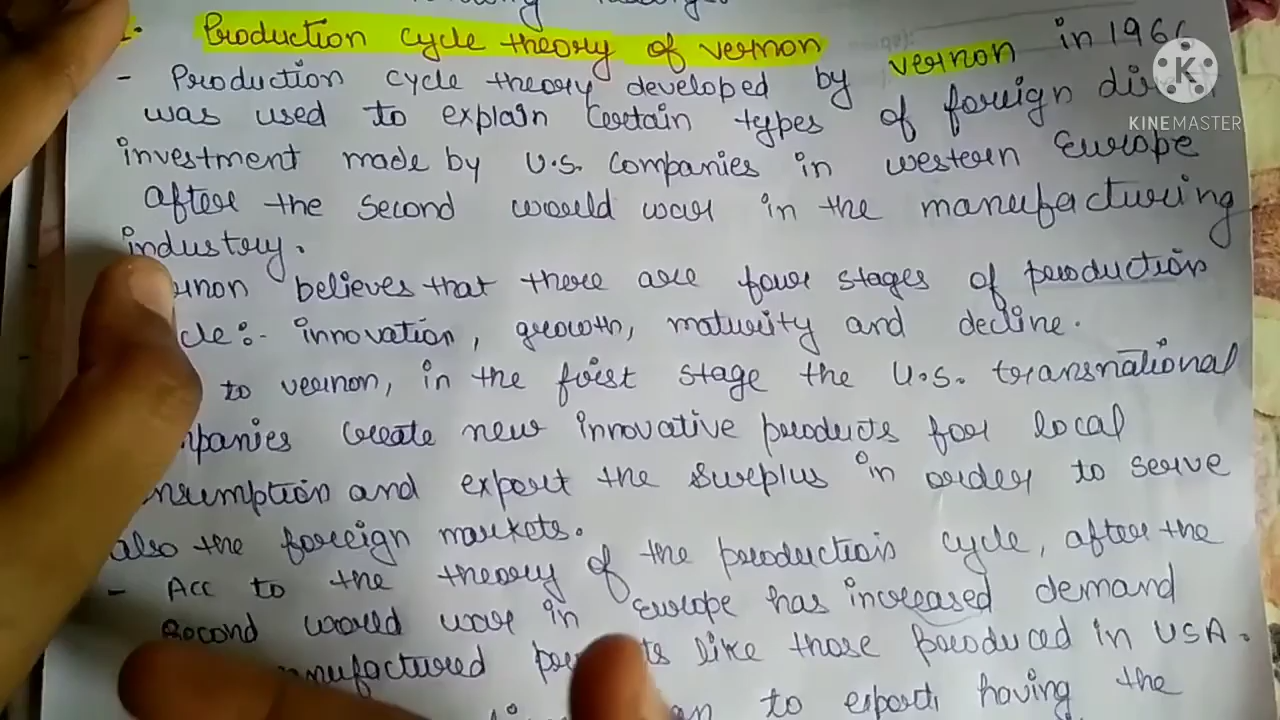 Production cycle theory of vernon
- Production cycle theory developed by vernon in 196
was used to explain certain types of foreign
investment made by U.S. Companies in western Europe
after the second world war in the manufacturing
industry.
believes that there are four stages of production
cle:- innovation, growth, maturity and decline.
to vernon, in the first stage the U.S. transnational
mpanies create new innovative products for local
nsumption and export the surplus in order to serve
also the foreign markets.
- Acc to the theory of the production cycle, after the
second world war in Europe has increased demand
nufactured like those produced in USA.
to export, having the
K
KINEMASTER